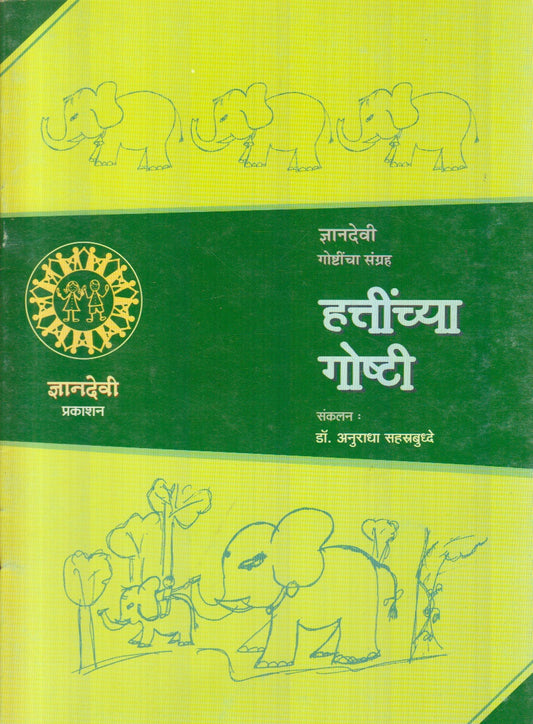 ज्ञानदेवी
गोष्टींचा संग्रह
हत्तींच्या
गोष्टी
संकलन :
डॉ. अनुराधा सहस्रबुध्दे
ज्ञानदेवी
प्रकाशन